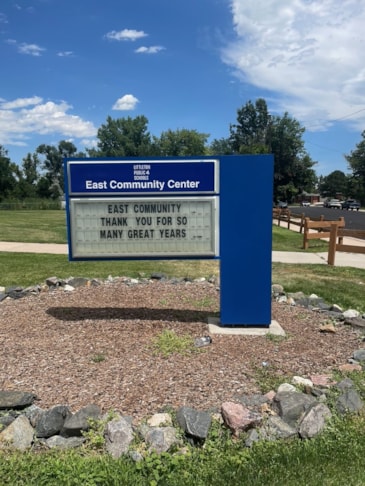 LITTLETON
PUBLIC
SCHOOLS
East Community Center
EAST COMMUNITY
THANK YOU FOR SO
MANY GREAT YEARS